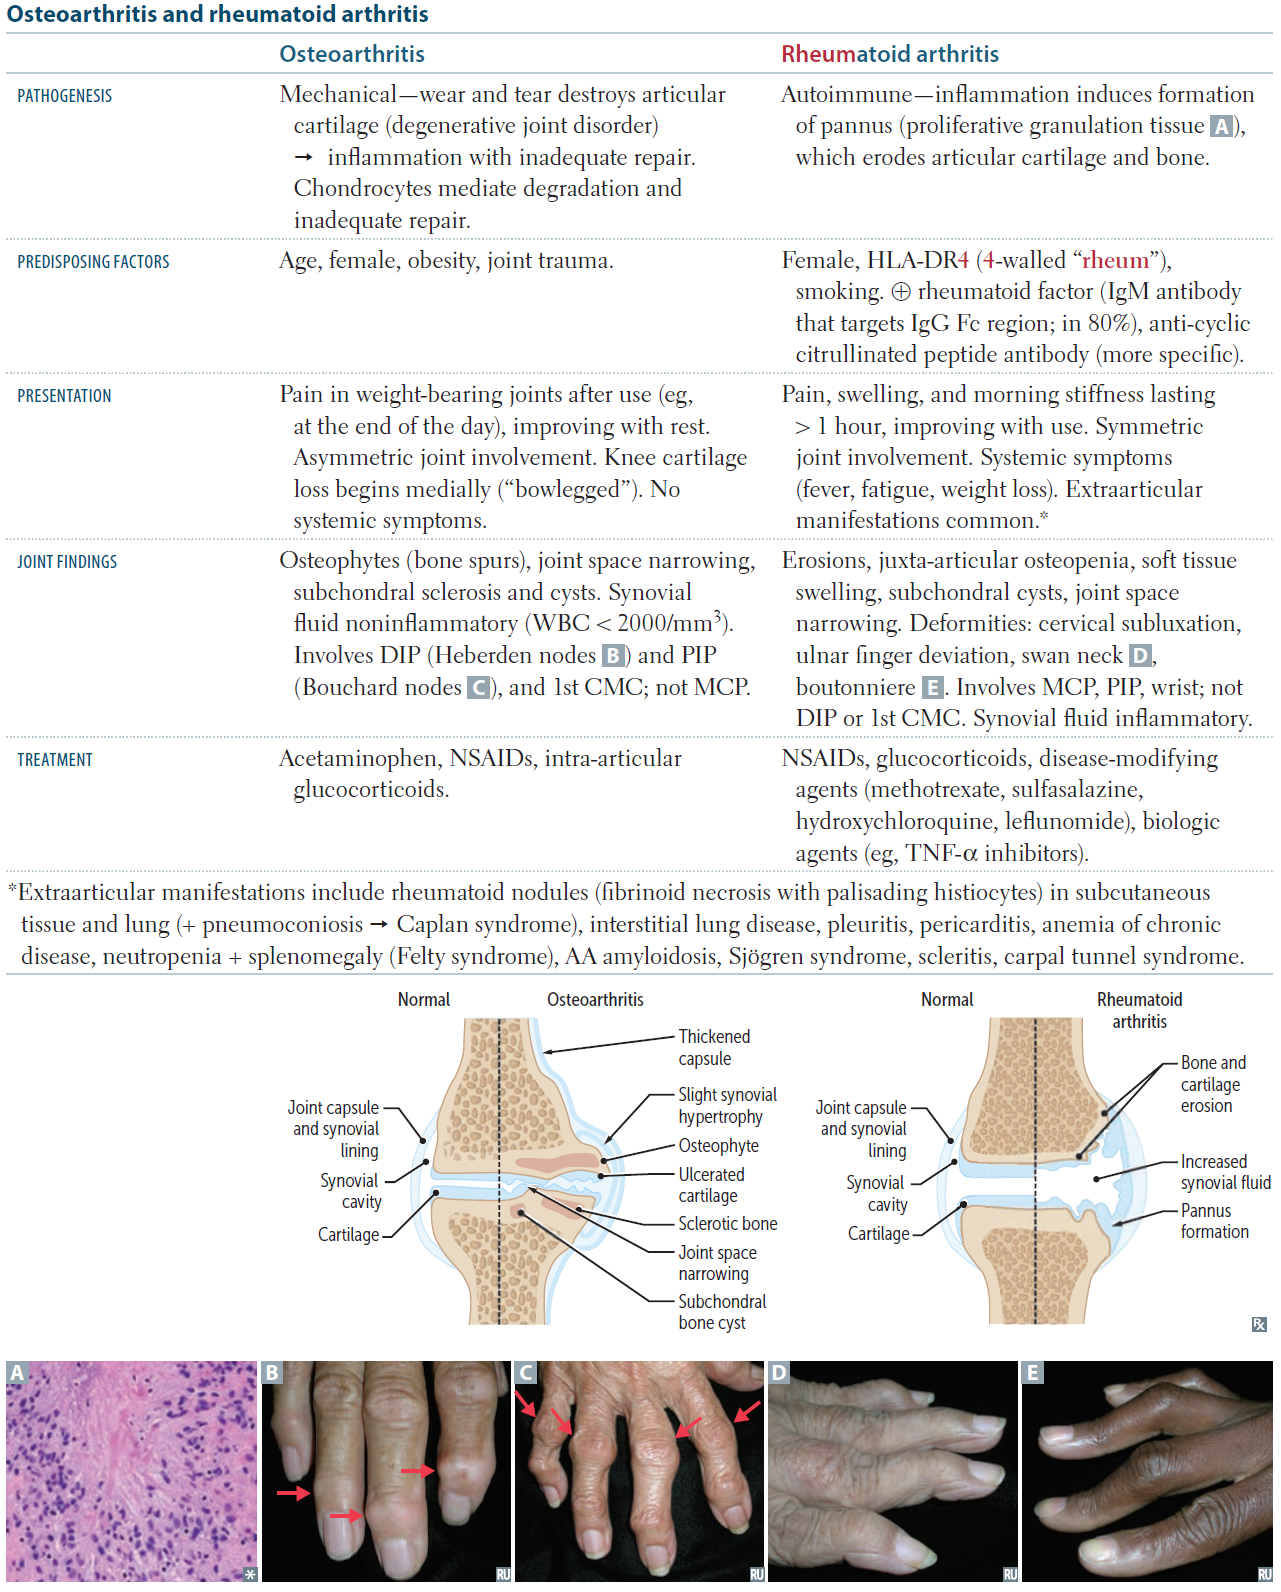 Osteoarthritis and rheumatoid arthritis
Osteoarthritis
Rheumatoid arthritis
PATHOGENESIS
Mechanical—wear and tear destroys articular
cartilage (degenerative joint disorder)
→ inflammation with inadequate repair.
Chondrocytes mediate degradation and
inadequate repair.
Autoimmune—inflammation induces formation
of pannus (proliferative granulation tissue A),
which erodes articular cartilage and bone.
PREDISPOSING FACTORS
Age, female, obesity, joint trauma.
Female, HLA-DR4 (4-walled “rheum”),
smoking. ⊕ rheumatoid factor (IgM antibody
that targets IgG Fc region; in 80%), anti-cyclic
citrullinated peptide antibody (more specific).
PRESENTATION
Pain in weight-bearing joints after use (eg,
at the end of the day), improving with rest.
Asymmetric joint involvement. Knee cartilage
loss begins medially (“bowlegged”). No
systemic symptoms.
Pain, swelling, and morning stiffness lasting
> 1 hour, improving with use. Symmetric
joint involvement. Systemic symptoms
(fever, fatigue, weight loss). Extraarticular
manifestations common.*
JOINT FINDINGS
Osteophytes (bone spurs), joint space narrowing,
subchondral sclerosis and cysts. Synovial
fluid noninflammatory (WBC < 2000/mm³).
Involves DIP (Heberden nodes B) and PIP
(Bouchard nodes C), and 1st CMC; not MCP.
Erosions, juxta-articular osteopenia, soft tissue
swelling, subchondral cysts, joint space
narrowing. Deformities: cervical subluxation,
ulnar finger deviation, swan neck D,
boutonniere E. Involves MCP, PIP, wrist; not
DIP or 1st CMC. Synovial fluid inflammatory.
TREATMENT
Acetaminophen, NSAIDs, intra-articular
glucocorticoids.
NSAIDs, glucocorticoids, disease-modifying
agents (methotrexate, sulfasalazine,
hydroxychloroquine, leflunomide), biologic
agents (eg, TNF-α inhibitors).
*Extraarticular manifestations include rheumatoid nodules (fibrinoid necrosis with palisading histiocytes) in subcutaneous
tissue and lung (+ pneumoconiosis → Caplan syndrome), interstitial lung disease, pleuritis, pericarditis, anemia of chronic
disease, neutropenia + splenomegaly (Felty syndrome), AA amyloidosis, Sjögren syndrome, scleritis, carpal tunnel syndrome.
Normal
Osteoarthritis
Thickened
capsule
Slight synovial
hypertrophy
Osteophyte
Ulcerated
cartilage
Sclerotic bone
Joint space
narrowing
Subchondral
bone cyst
Joint capsule
and synovial
lining
Synovial
cavity
Cartilage
Normal
Rheumatoid
arthritis
Bone and
cartilage
erosion
Increased
synovial fluid
Pannus
formation
Joint capsule
and synovial
lining
Synovial
cavity
Cartilage
Rx
A
*
B
RU
C
RU
D
RU
E
RU